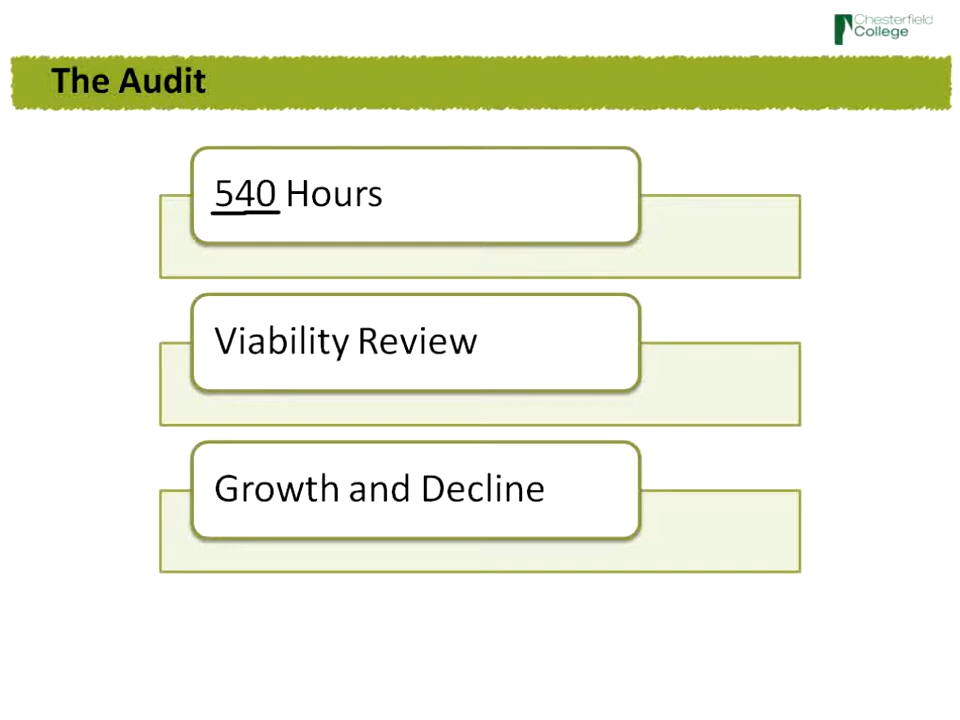 Chesterfield
College
The Audit
540 Hours
Viability Review
Growth and Decline